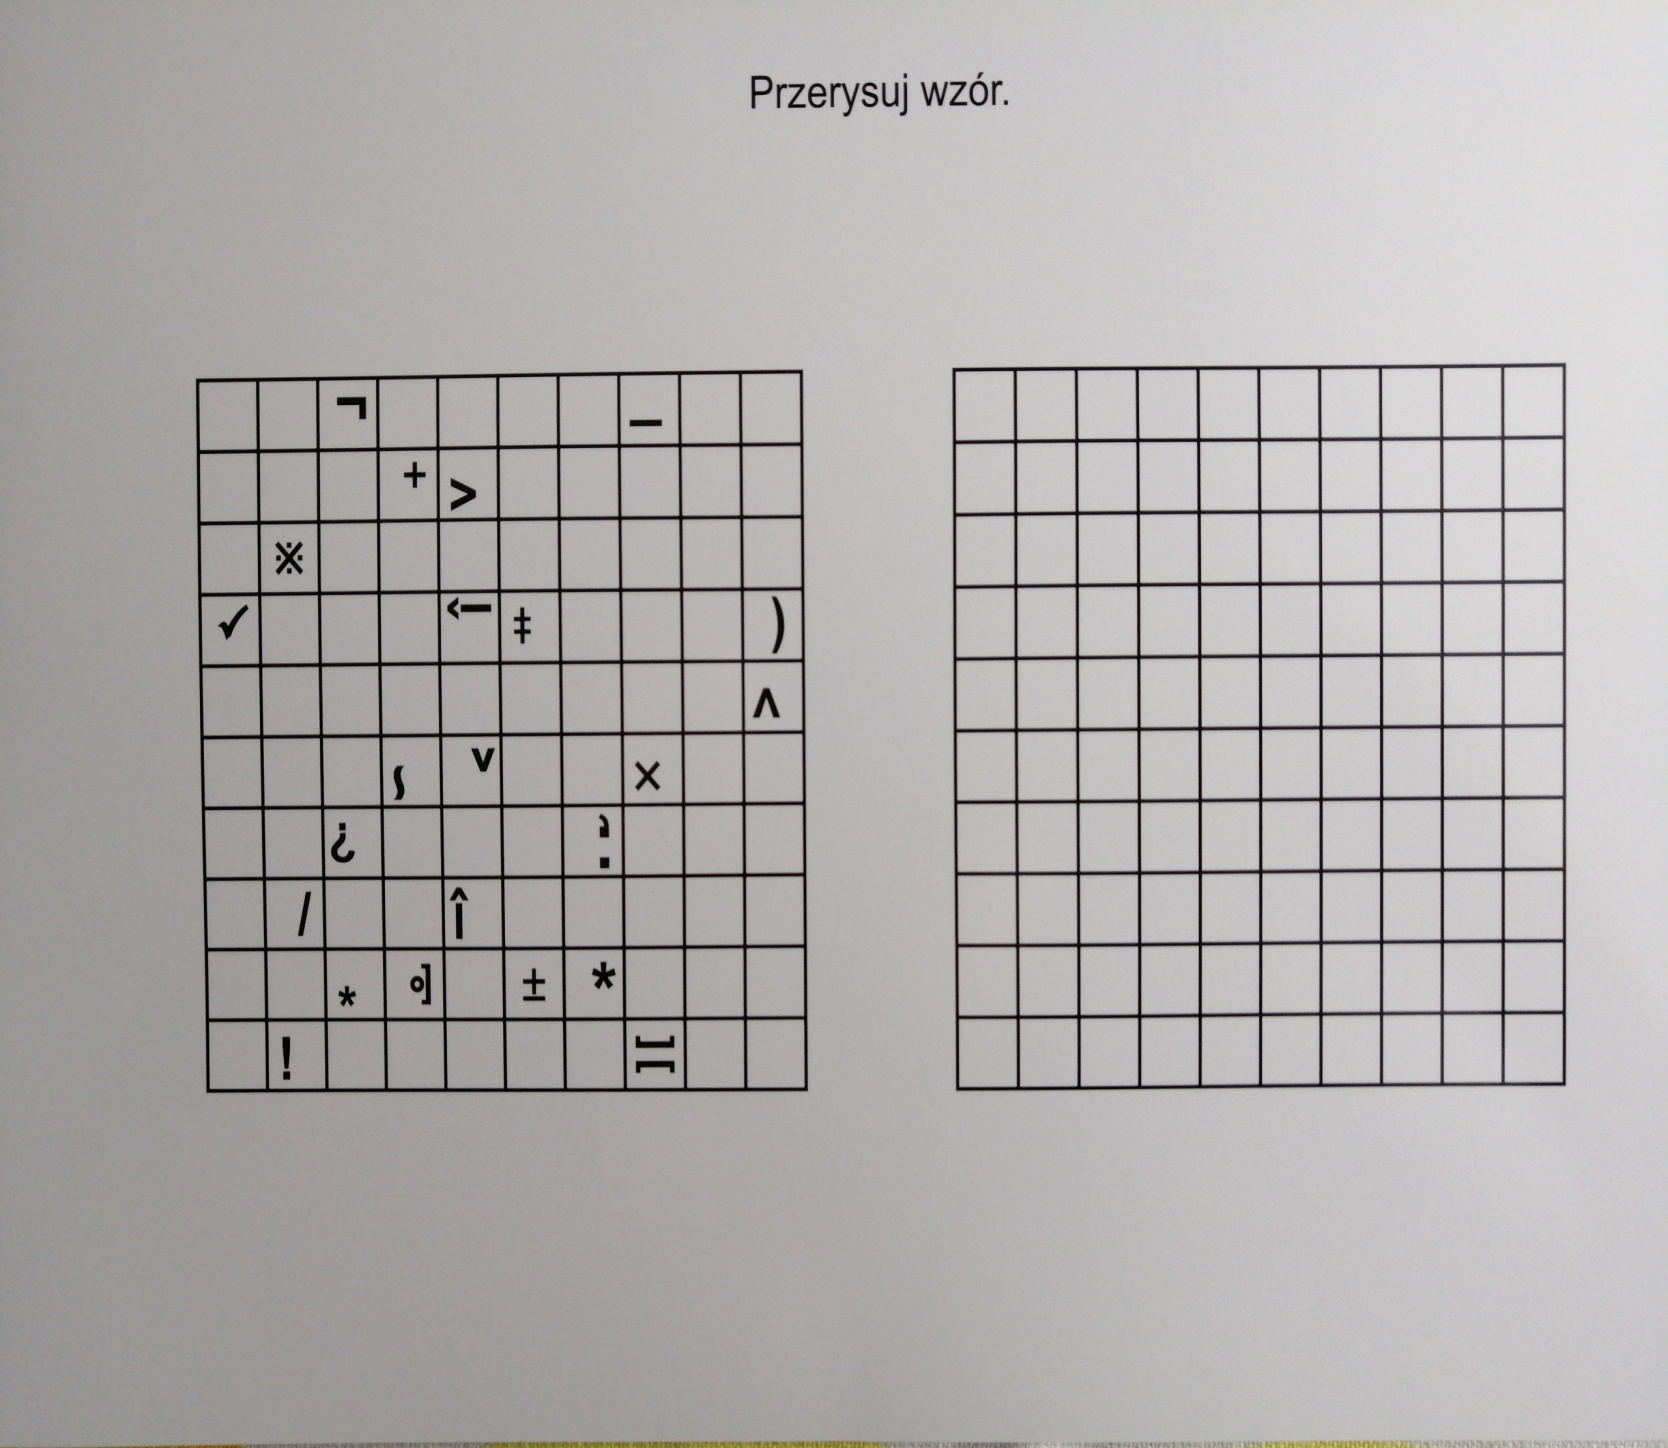 Przerysuj wzór.
¬ –
+ >
※
✓ ‹– ‡ )
ʌ
v ×
¿
/ Î
* ± *
!